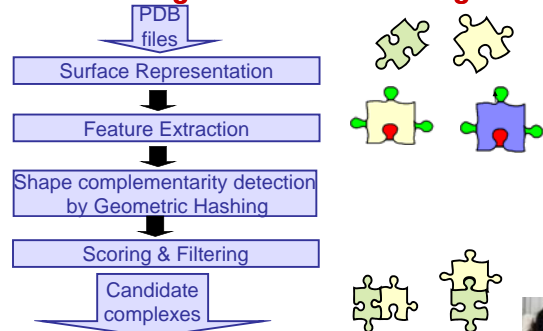 PDB
files
Surface Representation
Feature Extraction
Shape complementarity detection
by Geometric Hashing
Scoring & Filtering
Candidate
complexes